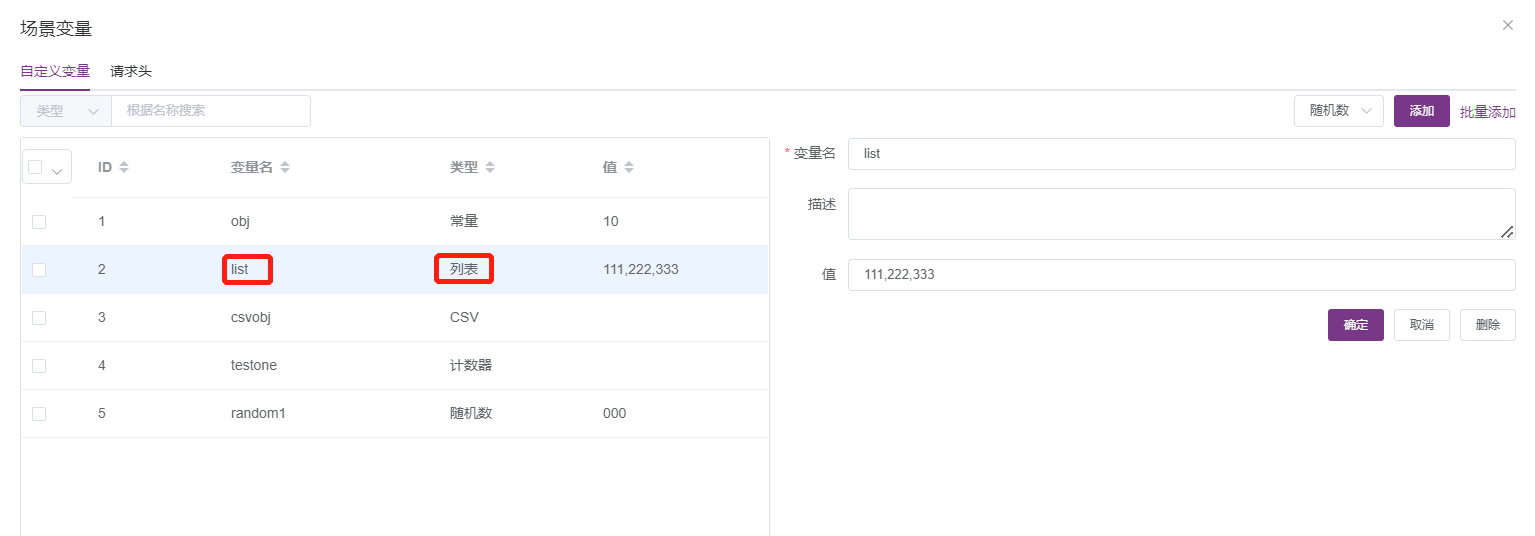 场景变量
自定义变量 请求头
类型 根据名称搜索 随机数 添加 批量添加
ID 变量名 类型 值
1 obj 常量 10
2 list 列表 111,222,333
3 csvobj CSV
4 testone 计数器
5 random1 随机数 000
* 变量名 list
描述
值 111,222,333
确定 取消 删除